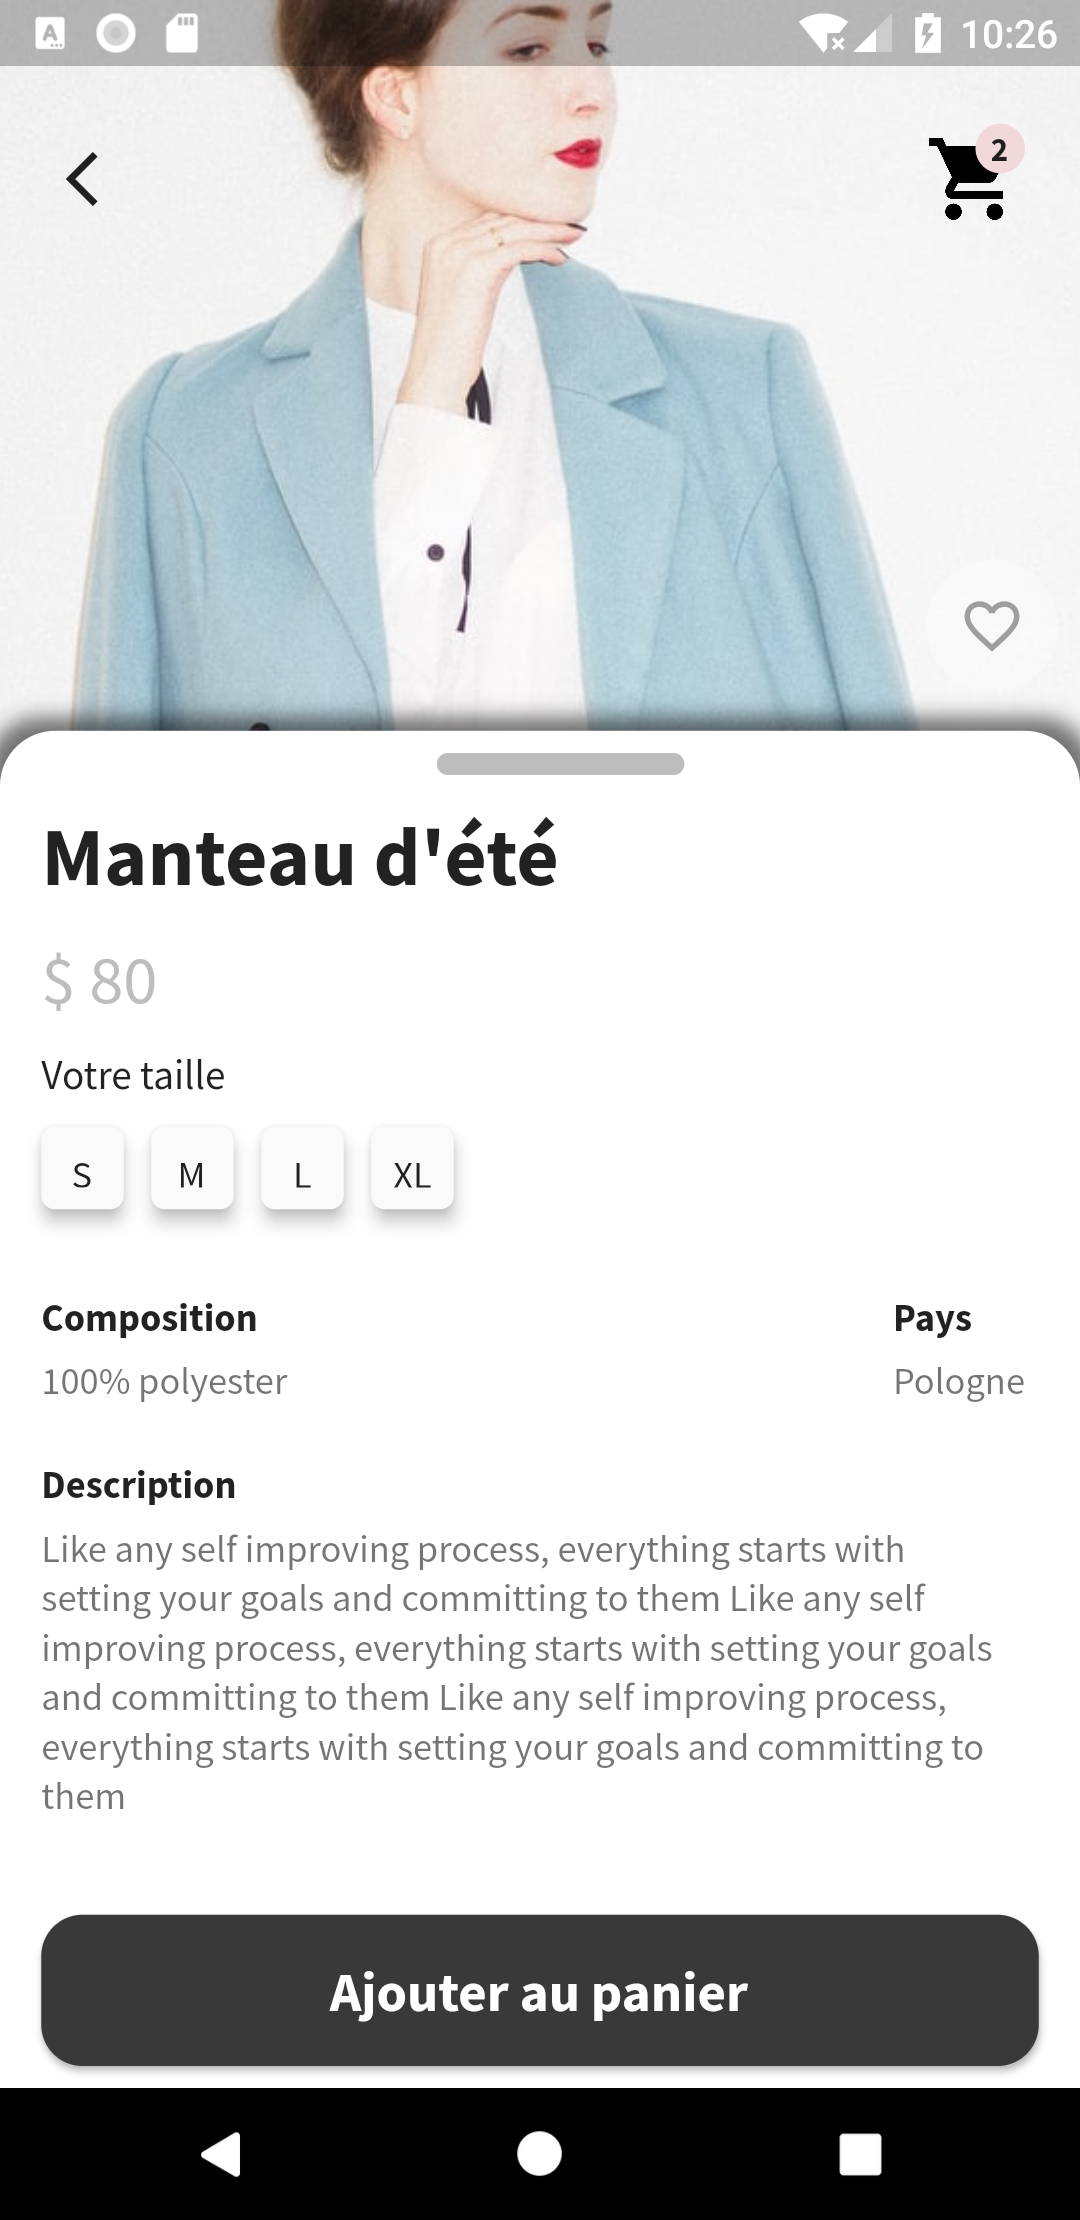 A 10:26
2
Manteau d'été
$ 80
Votre taille
S M L XL
Composition Pays
100% polyester Pologne
Description
Like any self improving process, everything starts with
setting your goals and committing to them Like any self
improving process, everything starts with setting your goals
and committing to them Like any self improving process,
everything starts with setting your goals and committing to
them
Ajouter au panier